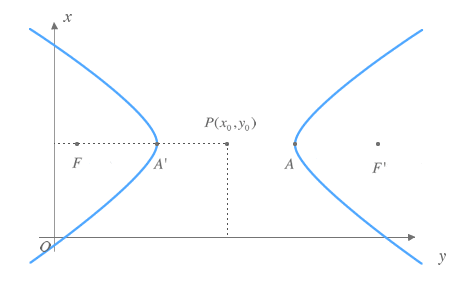 x
P(x₀, y₀)
F A' A F'
O
y